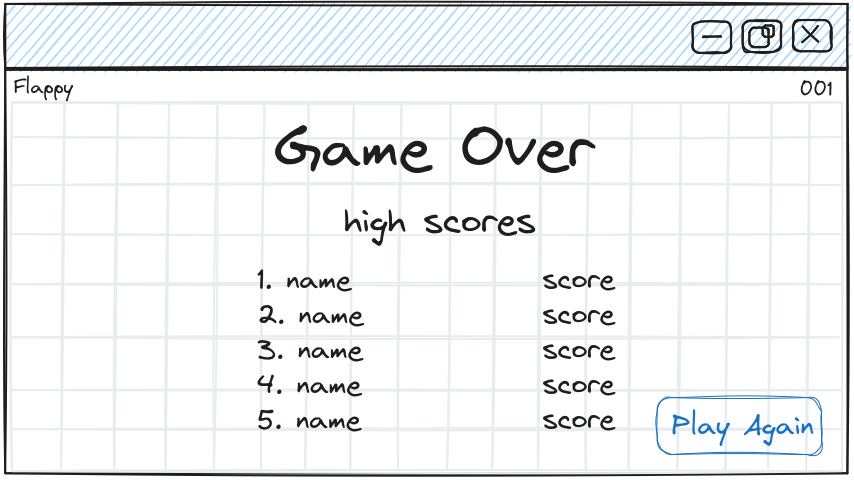 Flappy 001
Game Over
high scores
1. name score
2. name score
3. name score
4. name score
5. name score
Play Again